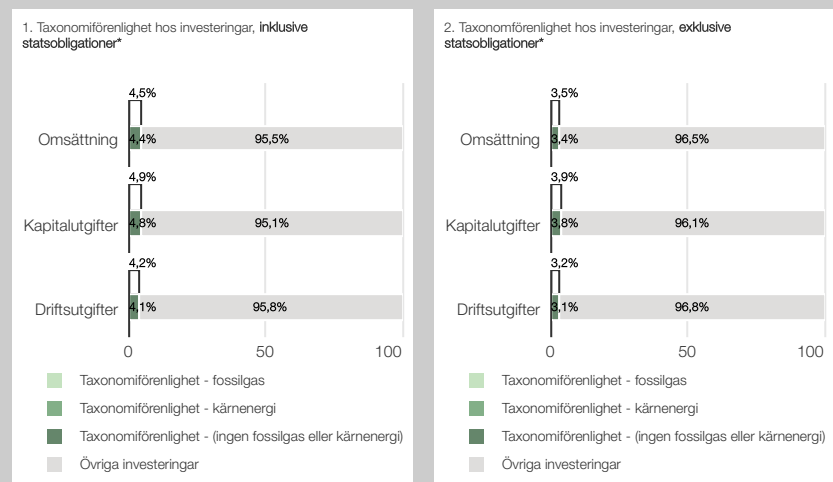 1. Taxonomiförenlighet hos investeringar, inklusive
statsobligationer*
4,5%
Omsättning 4,4% 95,5%
4,9%
Kapitalutgifter 4,8% 95,1%
4,2%
Driftsutgifter 4,1% 95,8%
0 50 100
Taxonomiförenlighet - fossilgas
Taxonomiförenlighet - kärnenergi
Taxonomiförenlighet - (ingen fossilgas eller kärnenergi)
Övriga investeringar
2. Taxonomförenlighet hos investeringar, exklusive
statsobligationer*
3,5%
Omsättning 3,4% 96,5%
3,9%
Kapitalutgifter 3,8% 96,1%
3,2%
Driftsutgifter 3,1% 96,8%
0 50 100
Taxonomiförenlighet - fossilgas
Taxonomiförenlighet - kärnenergi
Taxonomiförenlighet - (ingen fossilgas eller kärnenergi)
Övriga investeringar